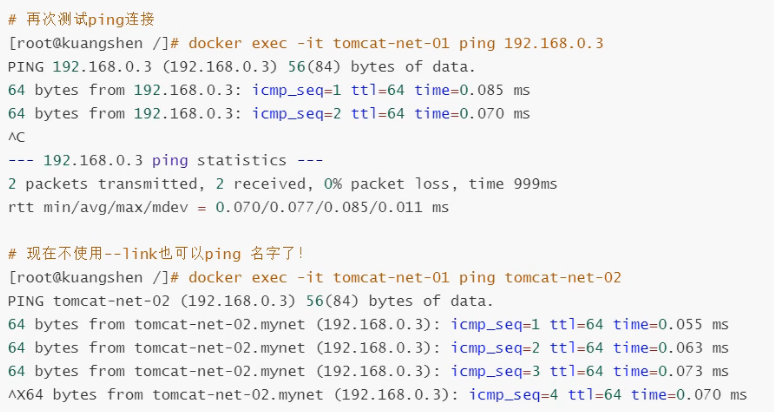 # 再次测试ping连接
[root@kuangshen /]# docker exec -it tomcat-net-01 ping 192.168.0.3
PING 192.168.0.3 (192.168.0.3) 56(84) bytes of data.
64 bytes from 192.168.0.3: icmp_seq=1 ttl=64 time=0.085 ms
64 bytes from 192.168.0.3: icmp_seq=2 ttl=64 time=0.070 ms
^C
--- 192.168.0.3 ping statistics ---
2 packets transmitted, 2 received, 0% packet loss, time 999ms
rtt min/avg/max/mdev = 0.070/0.077/0.085/0.011 ms
# 现在不使用--link也可以ping 名字了!
[root@kuangshen /]# docker exec -it tomcat-net-01 ping tomcat-net-02
PING tomcat-net-02 (192.168.0.3) 56(84) bytes of data.
64 bytes from tomcat-net-02.mynet (192.168.0.3): icmp_seq=1 ttl=64 time=0.055 ms
64 bytes from tomcat-net-02.mynet (192.168.0.3): icmp_seq=2 ttl=64 time=0.063 ms
64 bytes from tomcat-net-02.mynet (192.168.0.3): icmp_seq=3 ttl=64 time=0.073 ms
^X64 bytes from tomcat-net-02.mynet (192.168.0.3): icmp_seq=4 ttl=64 time=0.070 ms